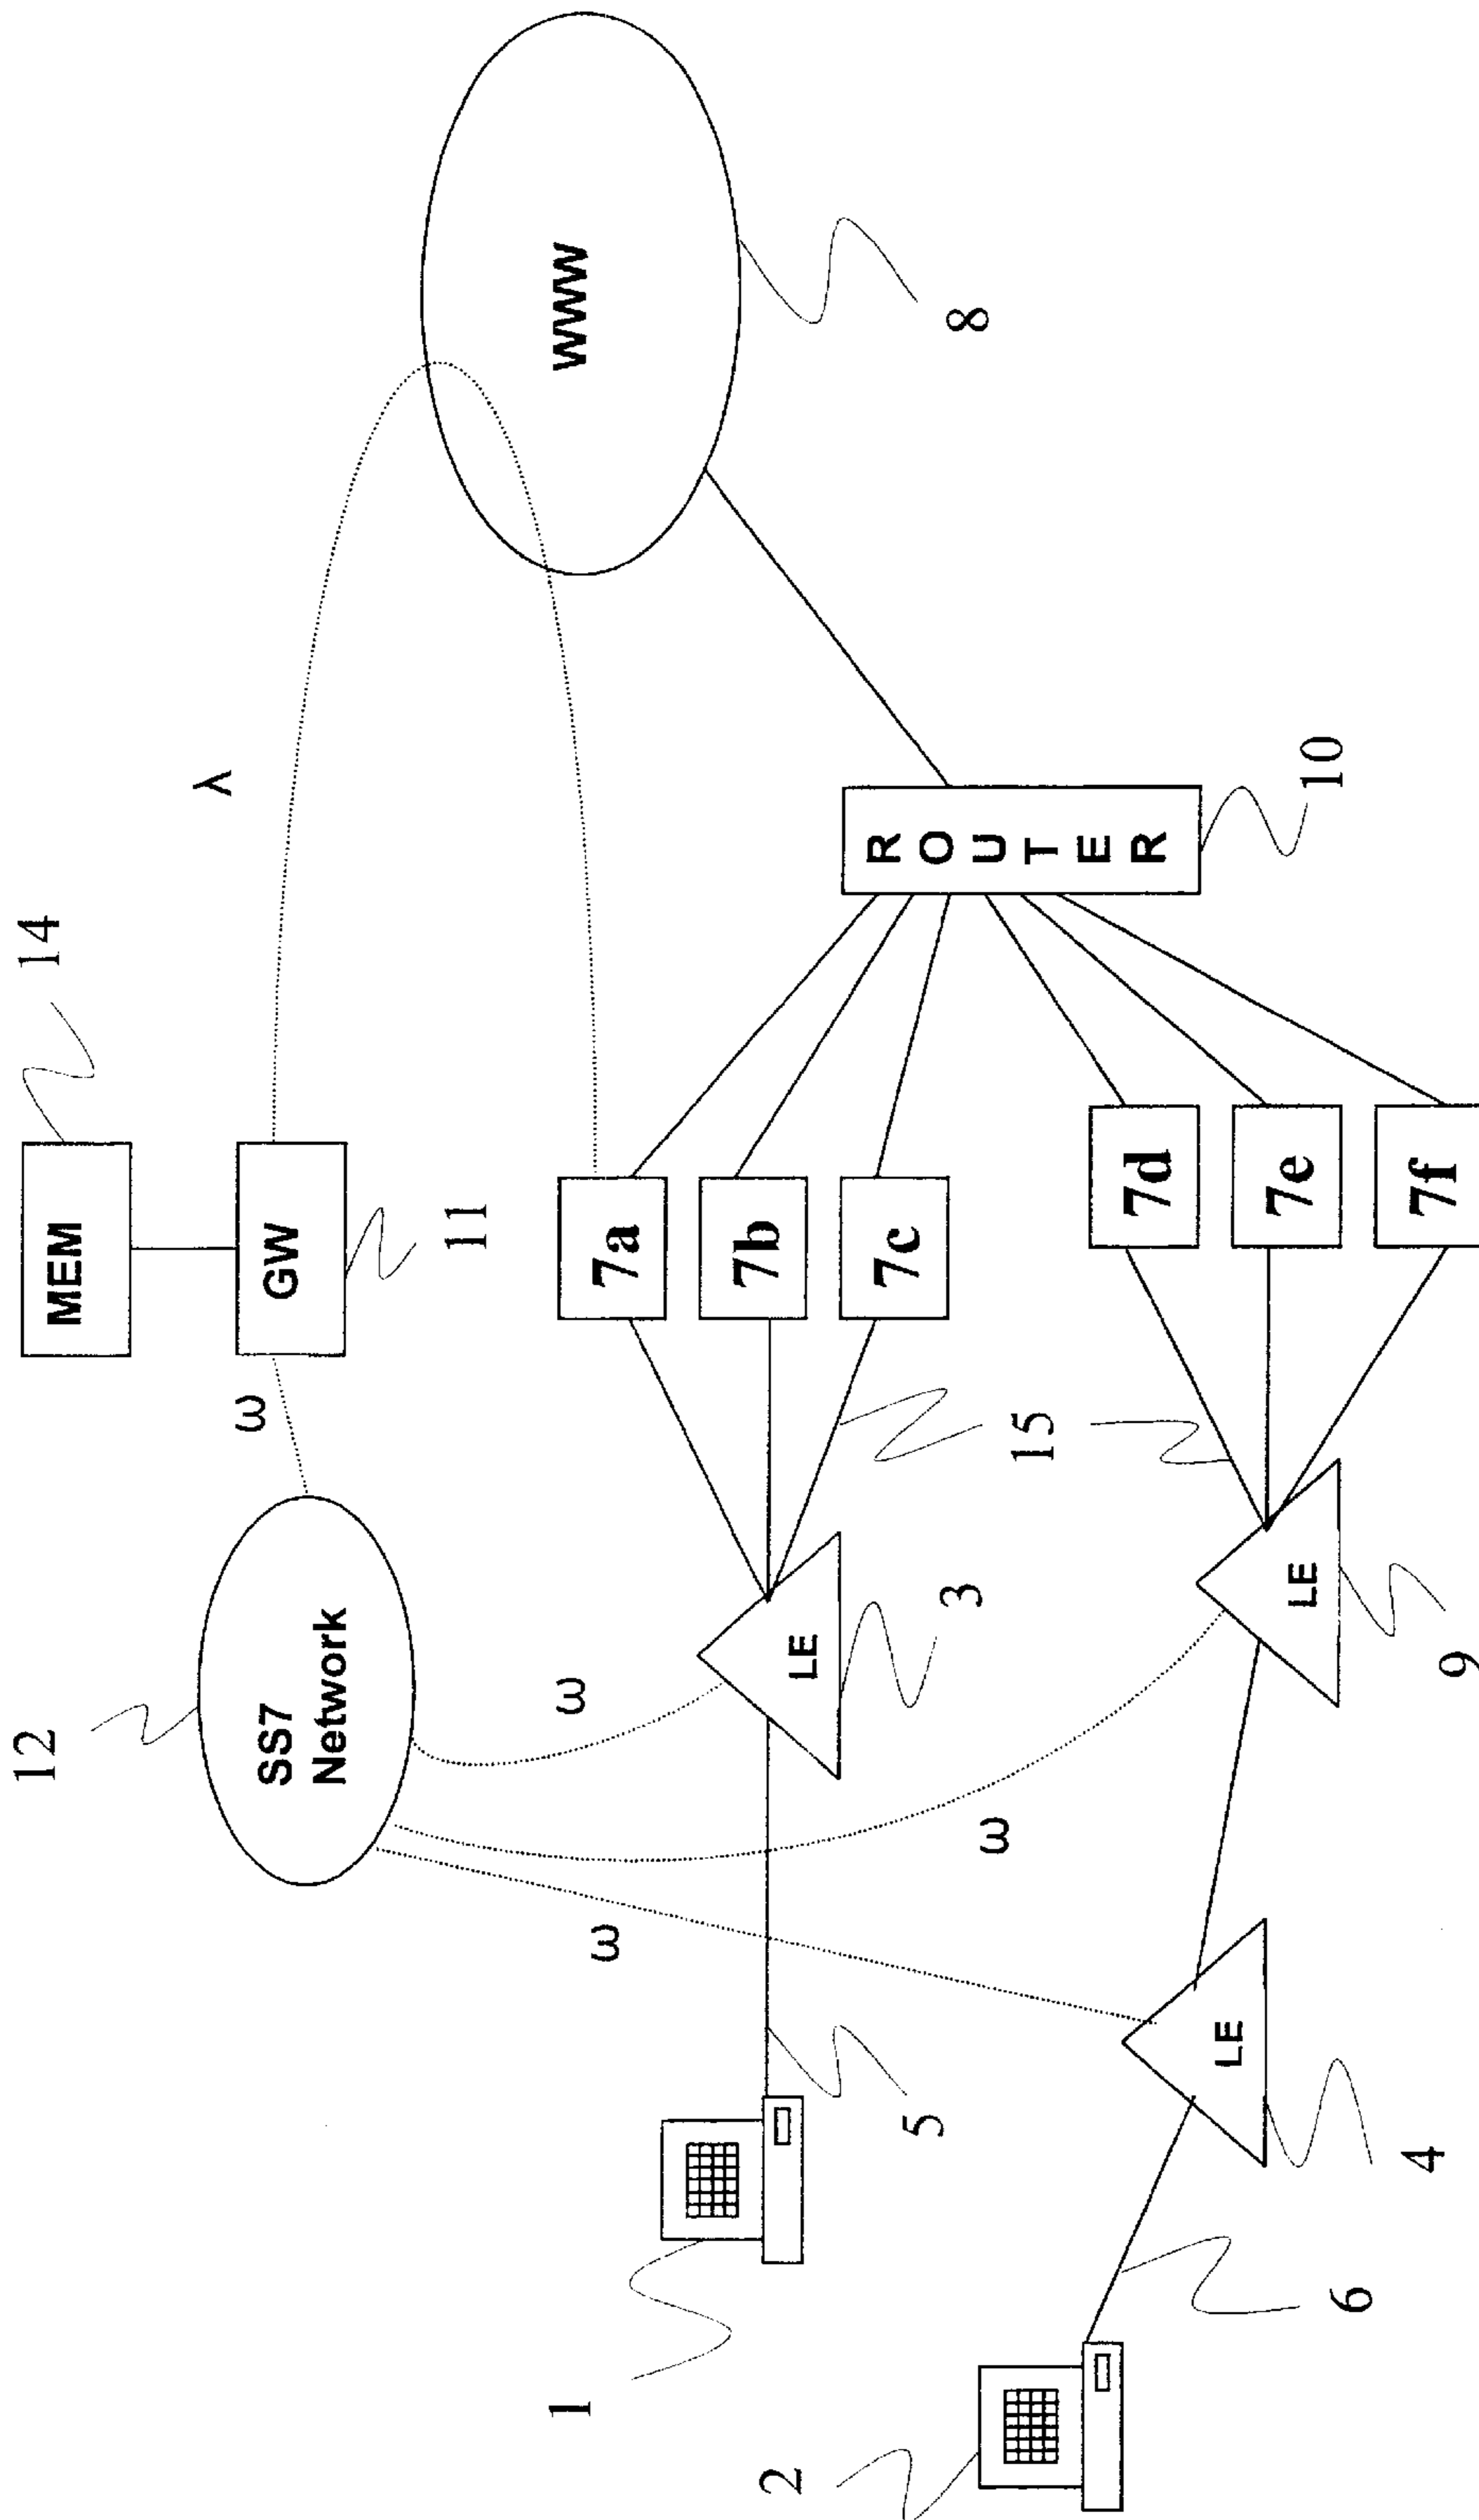 12
14
MEM
λ
ω
GW
SS7
Network
11
1
ω
WWW
ω
7a
7b
2
LE
7c
5
3
8
ω
15
ROUTER
7d
LE
7e
LE
10
6
4
7f
9